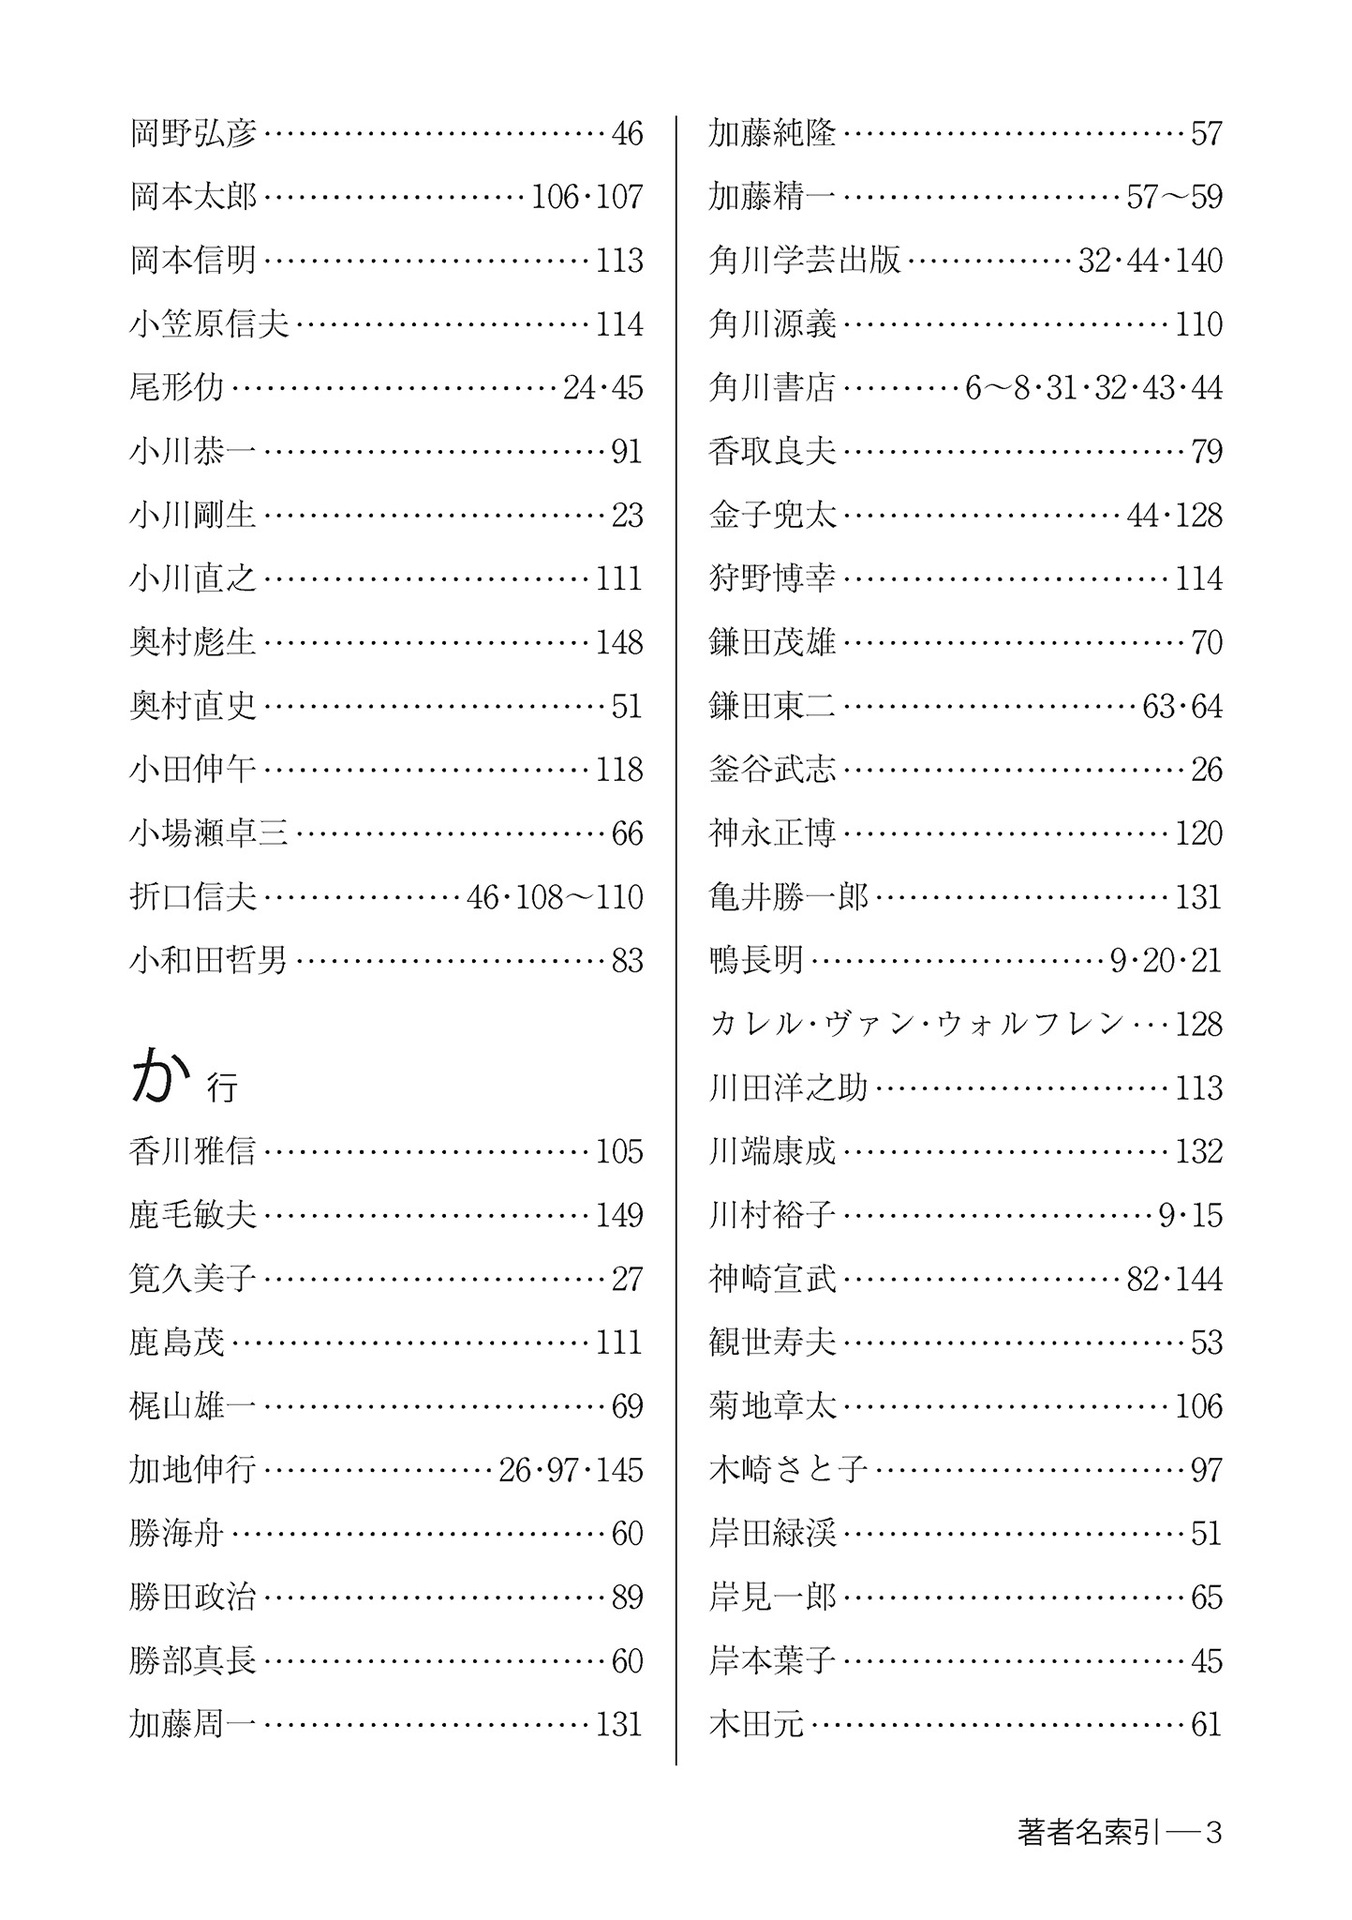 岡野弘彦……………………………46
岡本太郎……………………106·107
岡本信明…………………………113
小笠原信夫………………………114
尾形仂……………………………24·45
小川恭一……………………………91
小川剛生……………………………23
小川直之…………………………111
奥村彪生…………………………148
奥村直史……………………………51
小田伸午…………………………118
小場瀬卓三…………………………66
折口信夫………………46·108〜110
小和田哲男…………………………83
か 行
香川雅信…………………………105
鹿毛敏夫…………………………149
筧久美子……………………………27
鹿島茂……………………………111
梶山雄一……………………………69
加地伸行…………………26·97·145
勝海舟………………………………60
勝田政治……………………………89
勝部真長……………………………60
加藤周一…………………………131
加藤純隆……………………………57
加藤精一………………………57〜59
角川学芸出版……………32·44·140
角川源義…………………………110
角川書店………6〜8·31·32·43·44
香取良夫……………………………79
金子兜太………………………44·128
狩野博幸…………………………114
鎌田茂雄……………………………70
鎌田東二………………………63·64
釜谷武志……………………………26
神永正博…………………………120
亀井勝一郎………………………131
鴨長明………………………9·20·21
カレル·ヴァン·ウォルフレン…128
川田洋之助………………………113
川端康成…………………………132
川村裕子…………………………9·15
神崎宣武………………………82·144
観世寿夫……………………………53
菊地章太…………………………106
木崎さと子…………………………97
岸田緑渓……………………………51
岸見一郎……………………………65
岸本葉子……………………………45
木田元………………………………61
著者名索引—3